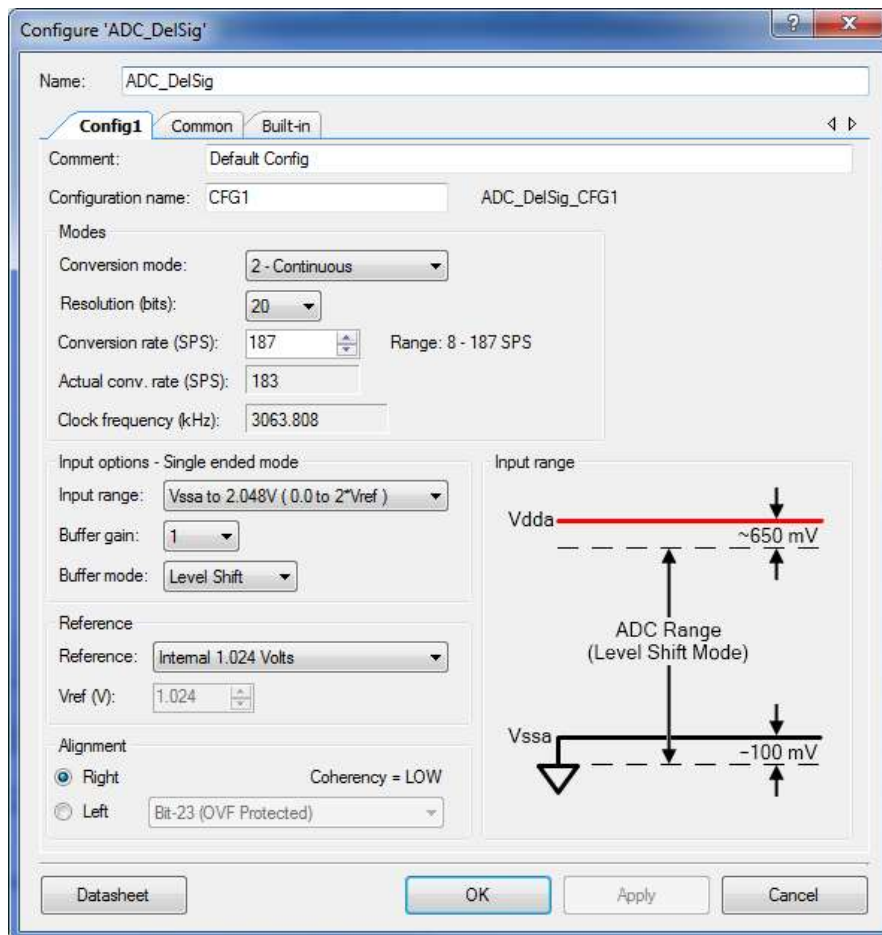 Configure 'ADC_DelSig'
Name: ADC_DelSig
Config1 Common Built-in
Comment: Default Config
Configuration name: CFG1 ADC_DelSig_CFG1
Modes
Conversion mode: 2 - Continuous
Resolution (bits): 20
Conversion rate (SPS): 187 Range: 8 - 187 SPS
Actual conv. rate (SPS): 183
Clock frequency (kHz): 3063.808
Input options - Single ended mode
Input range: Vssa to 2.048V ( 0.0 to 2*Vref )
Buffer gain: 1
Buffer mode: Level Shift
Reference
Reference: Internal 1.024 Volts
Vref (V): 1.024
Alignment
Right Coherency = LOW
Left Bit-23 (OVF Protected)
Input range
Vdda
~650 mV
ADC Range
(Level Shift Mode)
Vssa
~100 mV
Datasheet OK Apply Cancel